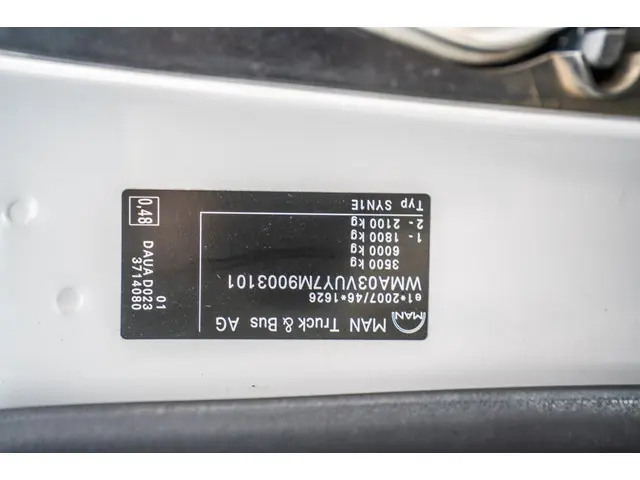 MAN
MAN Truck & Bus AG
e1*2007/46*1626
WMA03VUY7M9003101
3500 kg
6000 kg
1 - 1800 kg
2 - 2100 kg
Typ SYN1E
0,48
DAUA D023 01
3714080